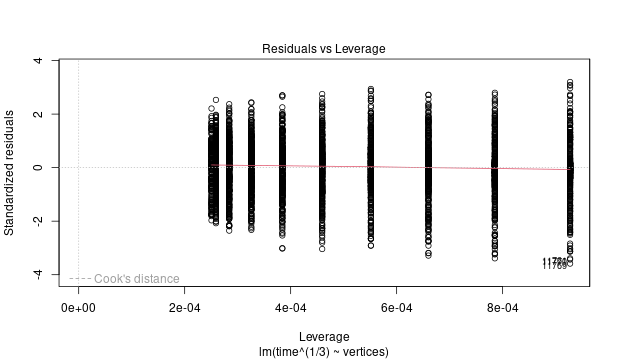 Residuals vs Leverage
Standardized residuals
4
2
0
-2
-4
Cook's distance
11769
0e+00 2e-04 4e-04 6e-04 8e-04
Leverage
lm(time^(1/3) ~ vertices)